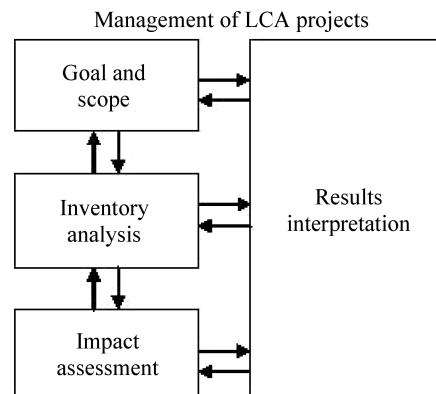 Management of LCA projects
Goal and
scope
Inventory
analysis
Impact
assessment
Results
interpretation